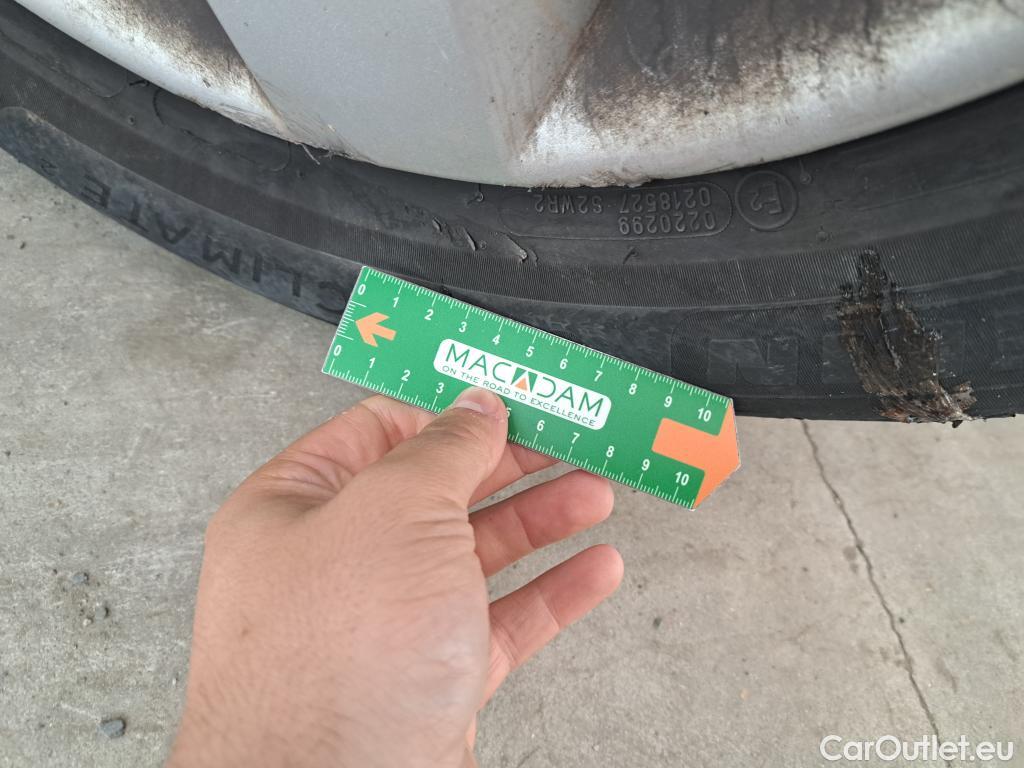 CLIMATE
0220299
0218527 S2WR2
E2
0 1 2 3 4 5 6 7 8 9 10
MACADAM
ON THE ROAD TO EXCELLENCE
0 1 2 3 5 6 7 8 9 10
CarOutlet.eu